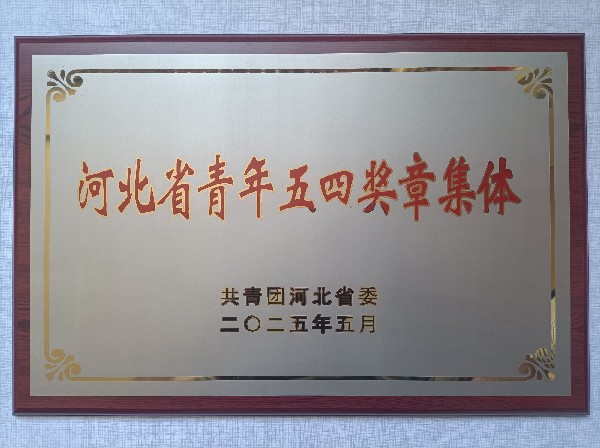 河北省青年五四奖章集体
共青团河北省委
二〇二五年五月